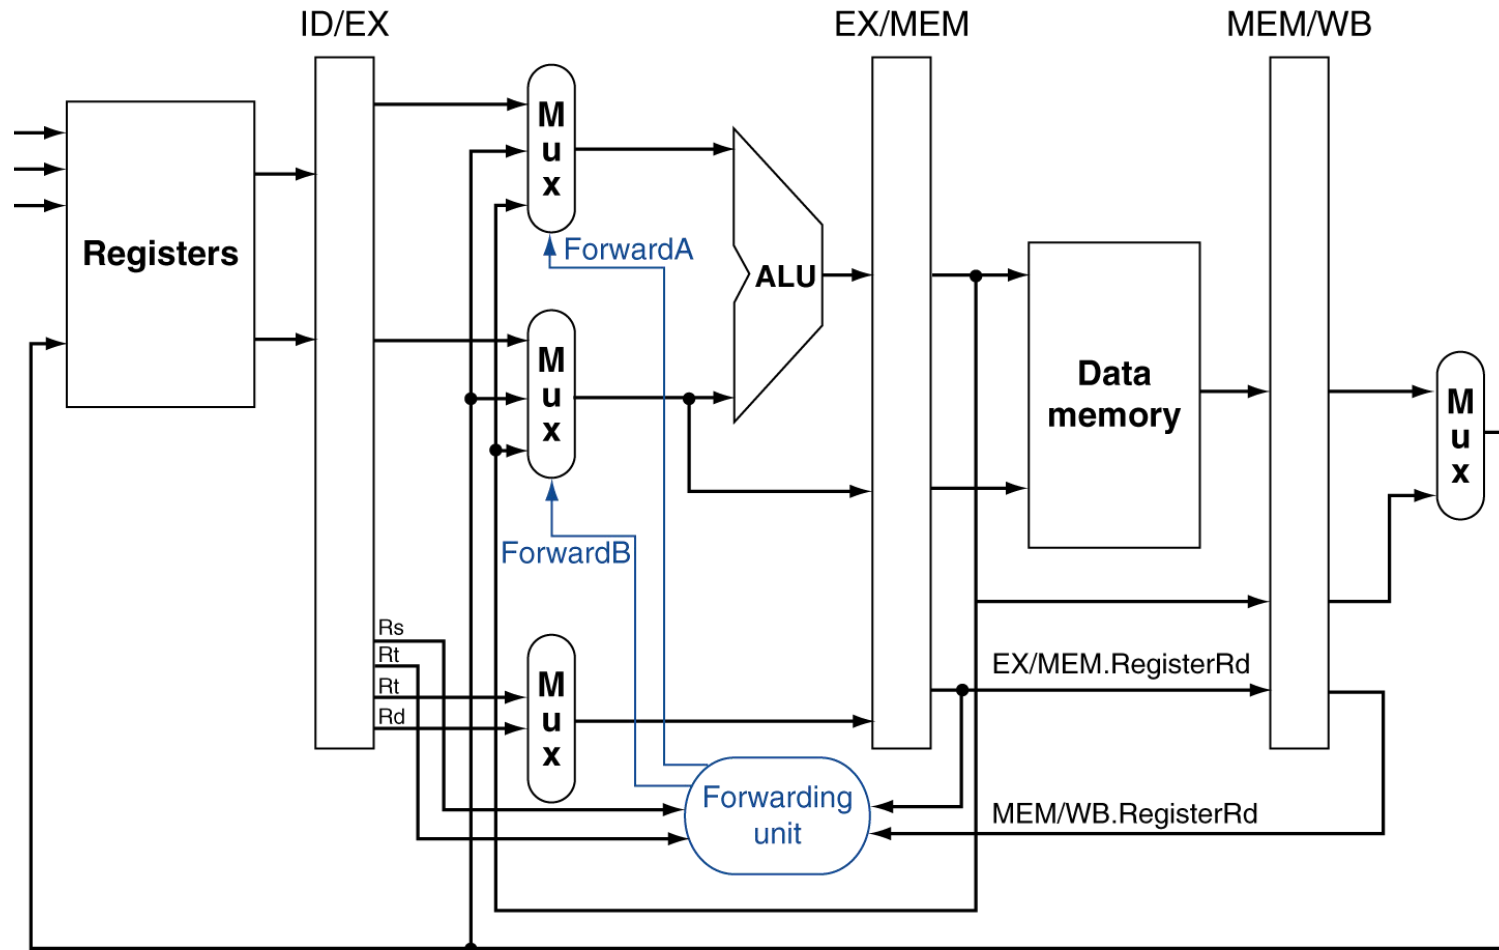 ID/EX
EX/MEM
MEM/WB
M
u
x
Registers
ForwardA
ALU
M
u
x
Data
memory
M
u
x
ForwardB
Rs
Rt
Rt
Rd
M
u
x
EX/MEM.RegisterRd
Forwarding
unit
MEM/WB.RegisterRd